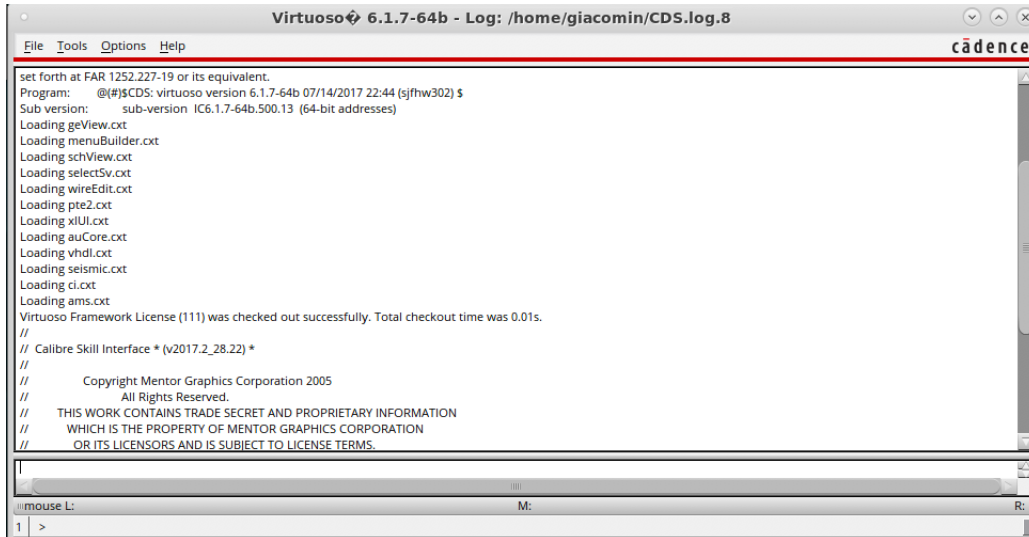 Virtuoso� 6.1.7-64b - Log: /home/giacomin/CDS.log.8
File Tools Options Help
cādence
set forth at FAR 1252.227-19 or its equivalent.
Program: @(#)$CDS: virtuoso version 6.1.7-64b 07/14/2017 22:44 (sjfhw302) $
Sub version: sub-version IC6.1.7-64b.500.13 (64-bit addresses)
Loading geView.cxt
Loading menuBuilder.cxt
Loading schView.cxt
Loading selectSv.cxt
Loading wireEdit.cxt
Loading pte2.cxt
Loading xlUI.cxt
Loading auCore.cxt
Loading vhdl.cxt
Loading seismic.cxt
Loading ci.cxt
Loading ams.cxt
Virtuoso Framework License (111) was checked out successfully. Total checkout time was 0.01s.
//
// Calibre Skill Interface * (v2017.2_28.22) *
//
// Copyright Mentor Graphics Corporation 2005
// All Rights Reserved.
// THIS WORK CONTAINS TRADE SECRET AND PROPRIETARY INFORMATION
// WHICH IS THE PROPERTY OF MENTOR GRAPHICS CORPORATION
// OR ITS LICENSORS AND IS SUBJECT TO LICENSE TERMS.
mouse L: M: R:
1 >